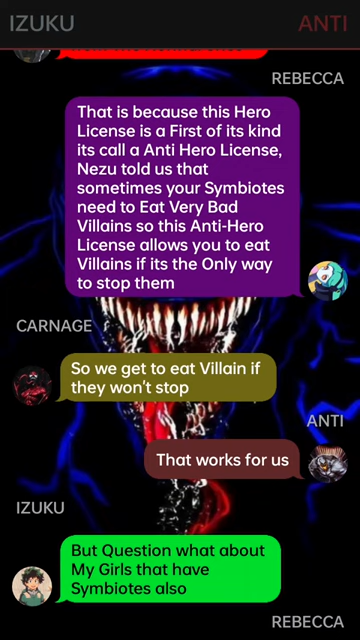 IZUKU
ANTI
REBECCA
That is because this Hero
License is a First of its kind
its call a Anti Hero License,
Nezu told us that
sometimes your Symbiotes
need to Eat Very Bad
Villains so this Anti-Hero
License allows you to eat
Villains if its the Only way
to stop them
CARNAGE
So we get to eat Villain if
they won't stop
ANTI
That works for us
IZUKU
But Question what about
My Girls that have
Symbiotes also
REBECCA